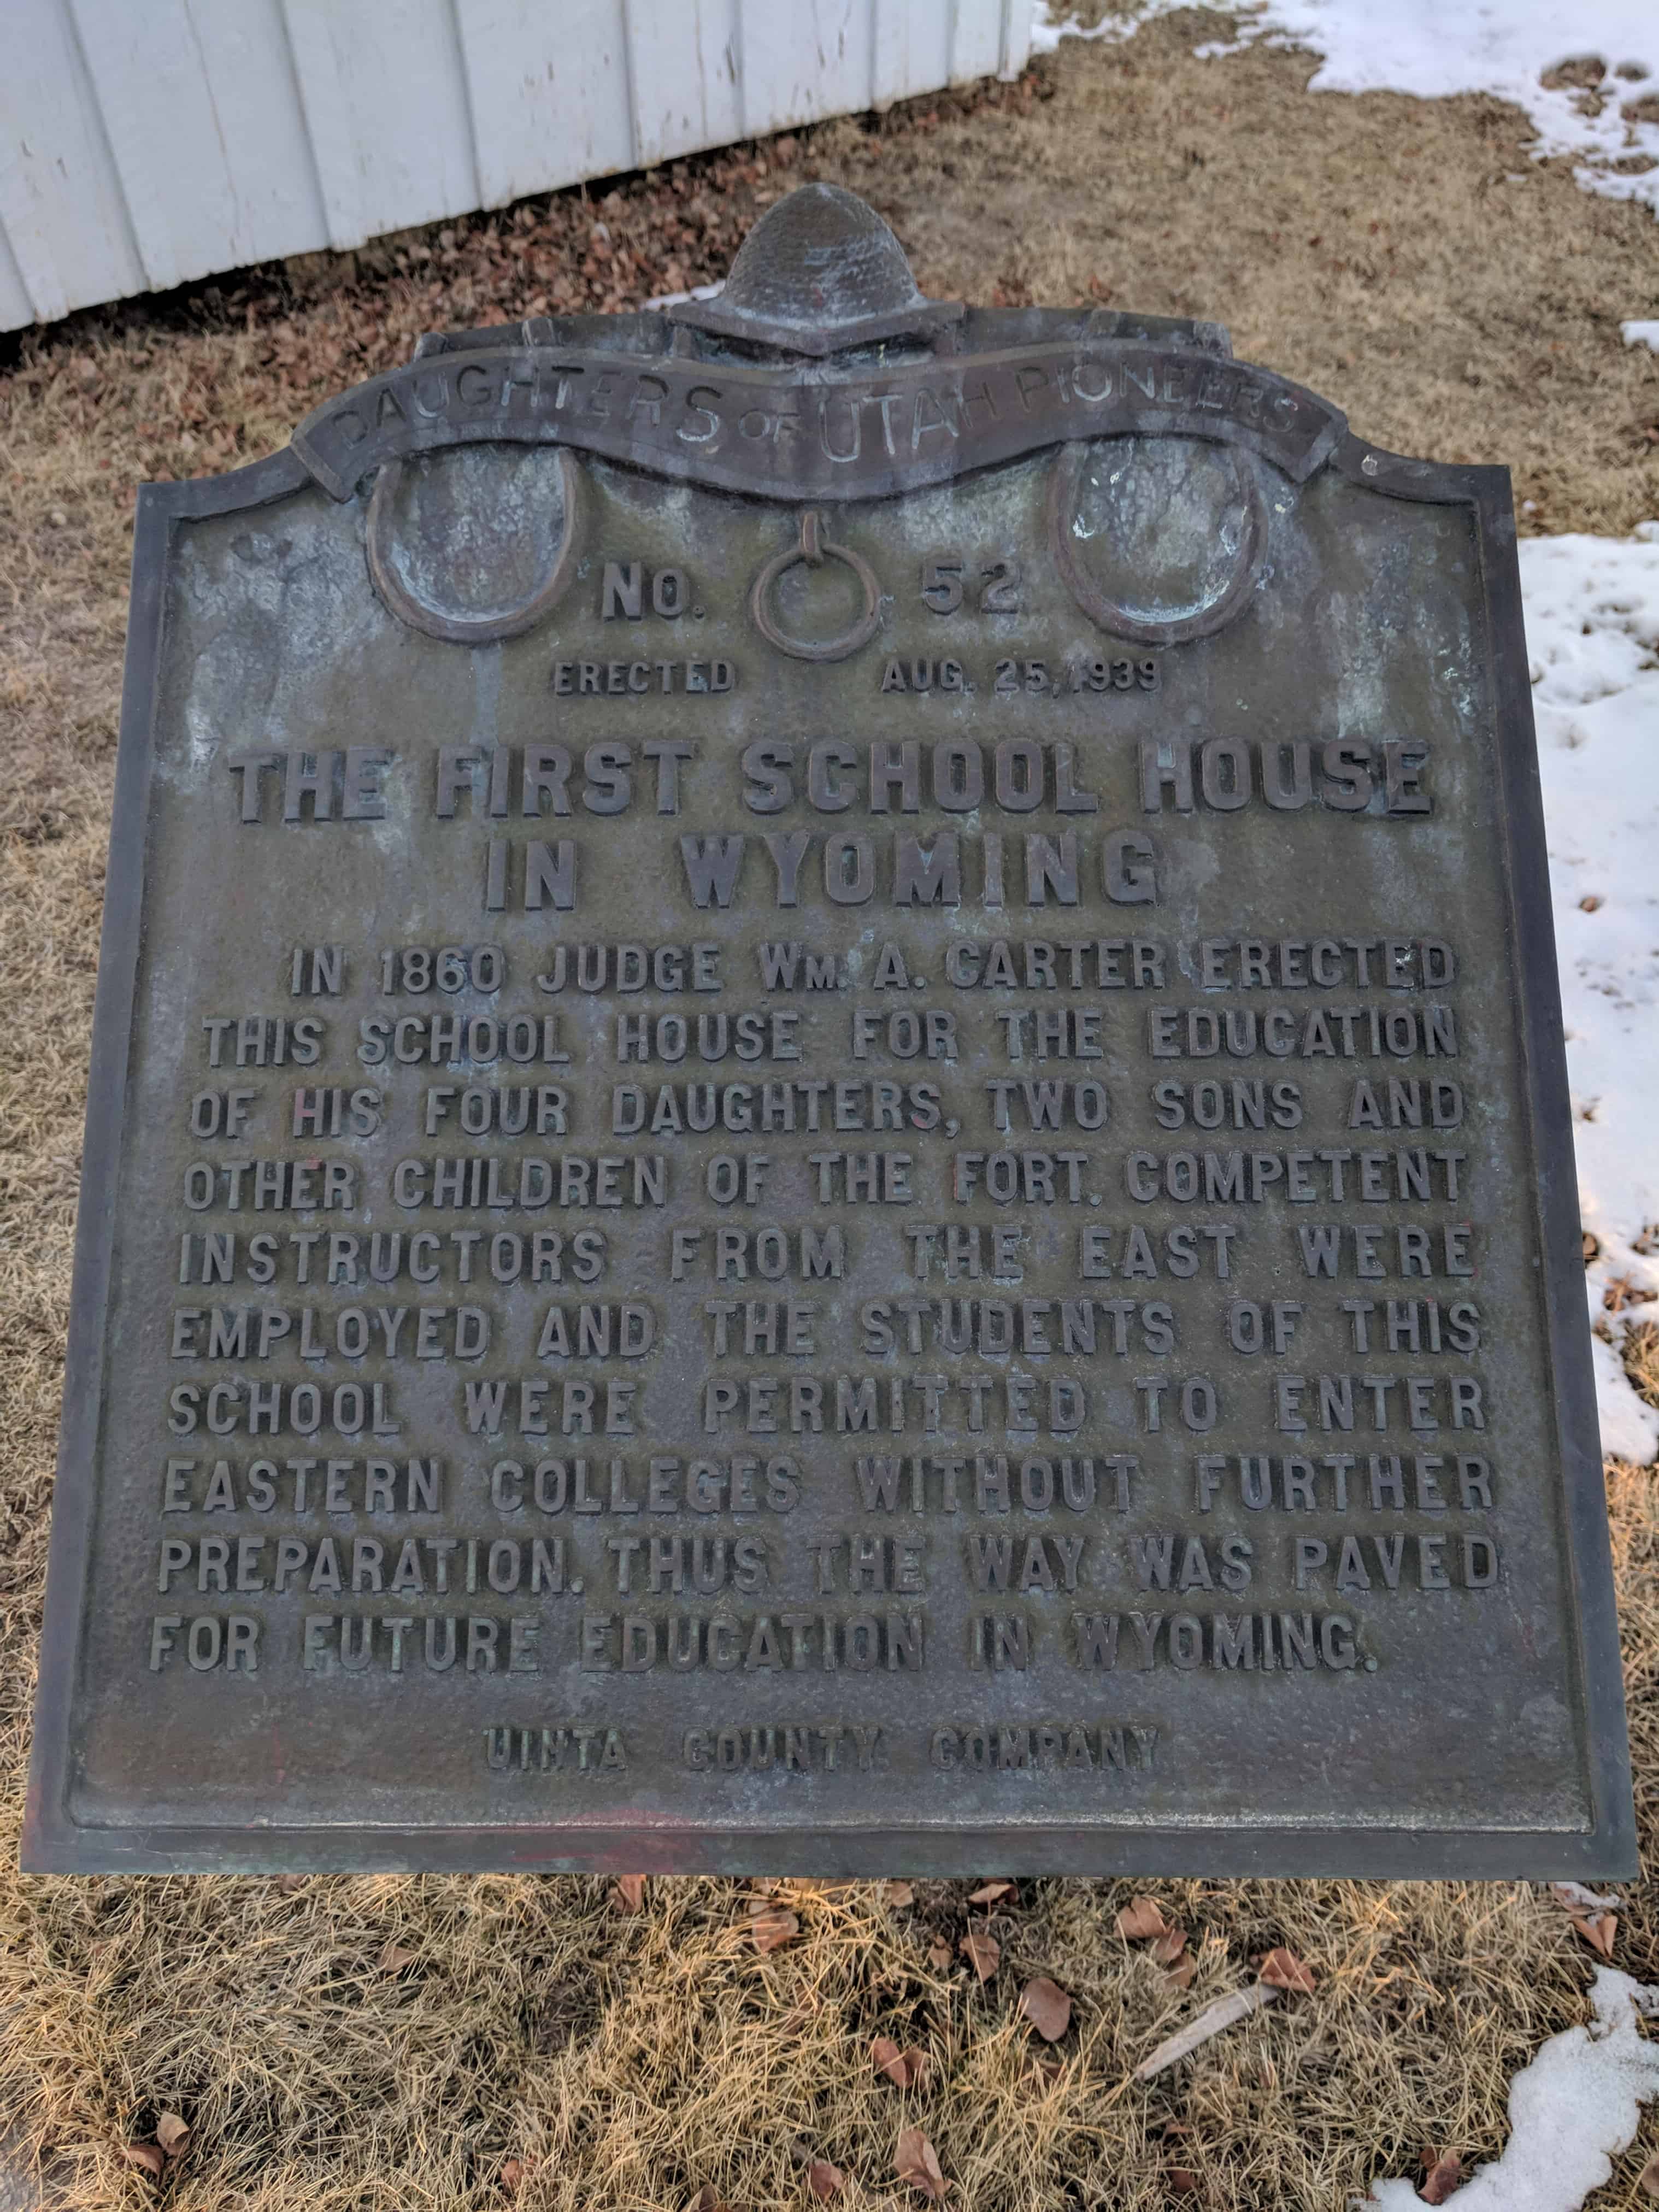 DAUGHTERS OF UTAH PIONEERS
NO. 52
ERECTED AUG. 25, 1939
THE FIRST SCHOOL HOUSE
IN WYOMING
IN 1860 JUDGE WM. A. CARTER ERECTED
THIS SCHOOL HOUSE FOR THE EDUCATION
OF HIS FOUR DAUGHTERS, TWO SONS AND
OTHER CHILDREN OF THE FORT. COMPETENT
INSTRUCTORS FROM THE EAST WERE
EMPLOYED AND THE STUDENTS OF THIS
SCHOOL WERE PERMITTED TO ENTER
EASTERN COLLEGES WITHOUT FURTHER
PREPARATION. THUS THE WAY WAS PAVED
FOR FUTURE EDUCATION IN WYOMING.
UINTA COUNTY COMPANY